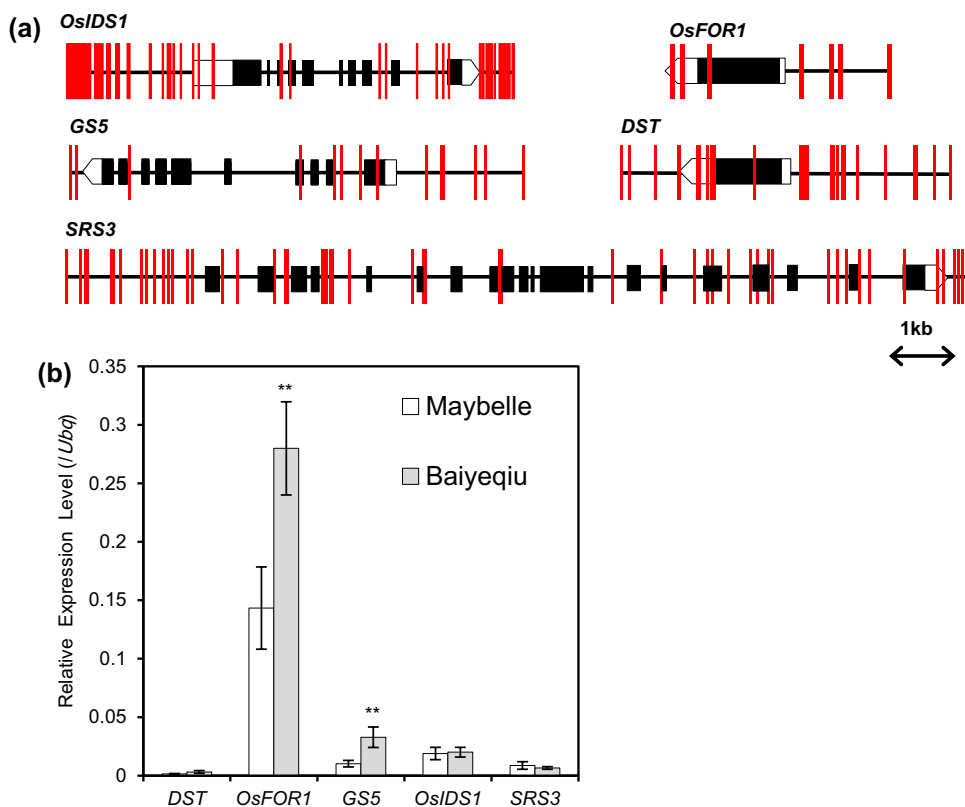 (a)
OsIDS1
OsFOR1
GS5
DST
SRS3
1kb
(b)
Relative Expression Level (/ Ubq)
0.35
0.3
0.25
0.2
0.15
0.1
0.05
0
**
**
Maybelle
Baiyeqiu
DST OsFOR1 GS5 OsIDS1 SRS3